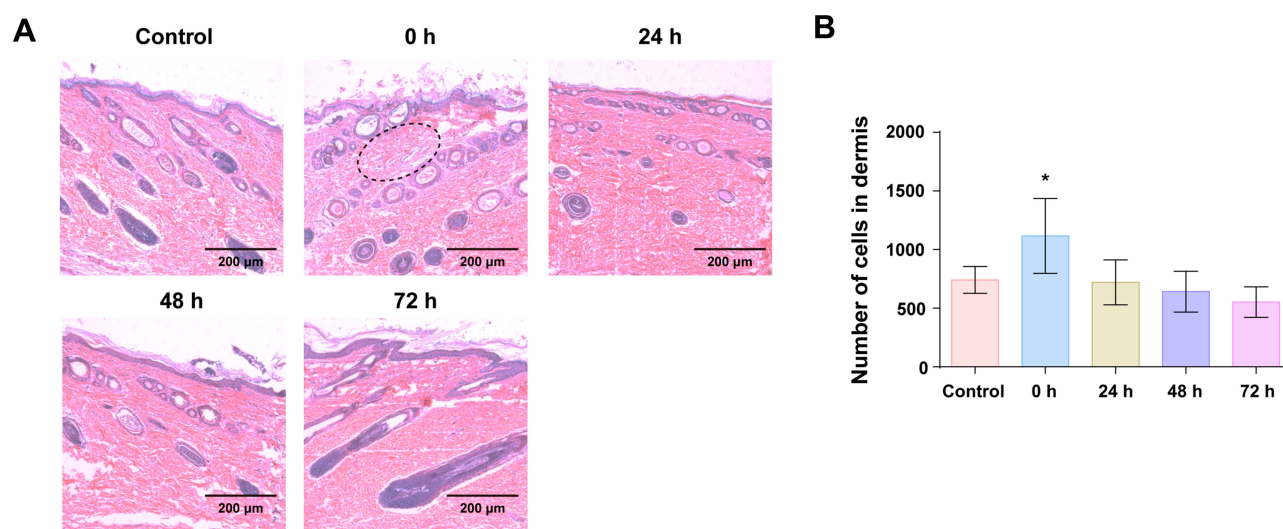 A
Control
0 h
24 h
200 µm
200 µm
200 µm
48 h
72 h
200 µm
200 µm
B
Number of cells in dermis
2000
1500
1000
500
0
*
Control
0 h
24 h
48 h
72 h